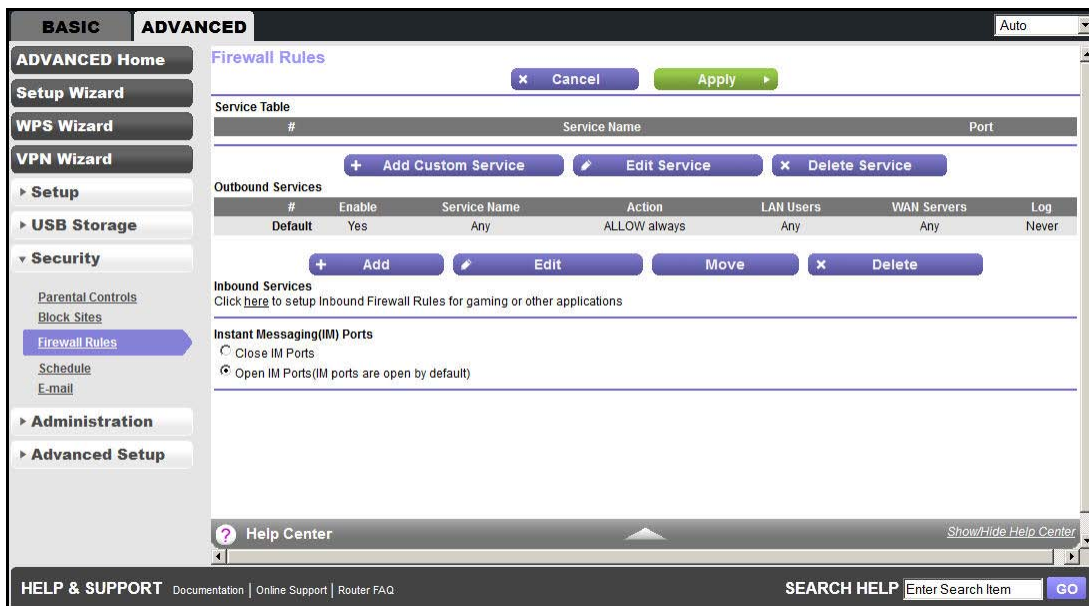 BASIC ADVANCED Auto
ADVANCED Home
Setup Wizard
WPS Wizard
VPN Wizard
Setup
USB Storage
Security
Parental Controls
Block Sites
Firewall Rules
Schedule
E-mail
Administration
Advanced Setup
Firewall Rules
Cancel Apply
Service Table
# Service Name Port
Add Custom Service Edit Service Delete Service
Outbound Services
# Enable Service Name Action LAN Users WAN Servers Log
Default Yes Any ALLOW always Any Any Never
Add Edit Move Delete
Inbound Services
Click here to setup Inbound Firewall Rules for gaming or other applications
Instant Messaging(IM) Ports
Close IM Ports
Open IM Ports(IM ports are open by default)
? Help Center Show/Hide Help Center
HELP & SUPPORT Documentation | Online Support | Router FAQ SEARCH HELP Enter Search Item GO